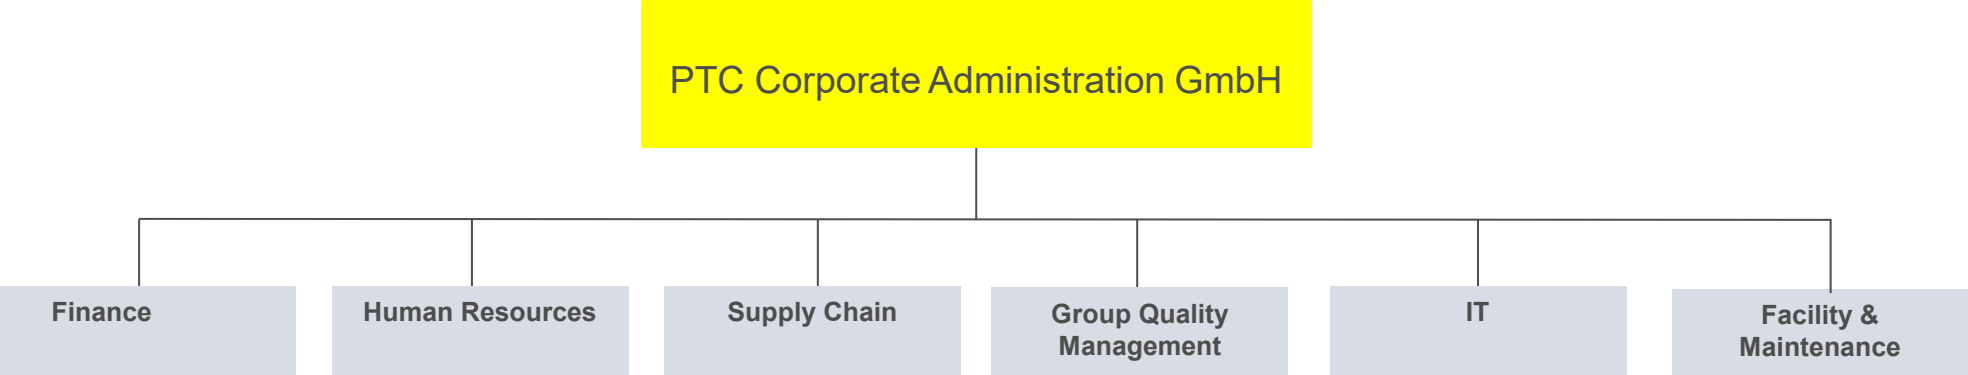 PTC Corporate Administration GmbH
Finance
Human Resources
Supply Chain
Group Quality
Management
IT
Facility &
Maintenance